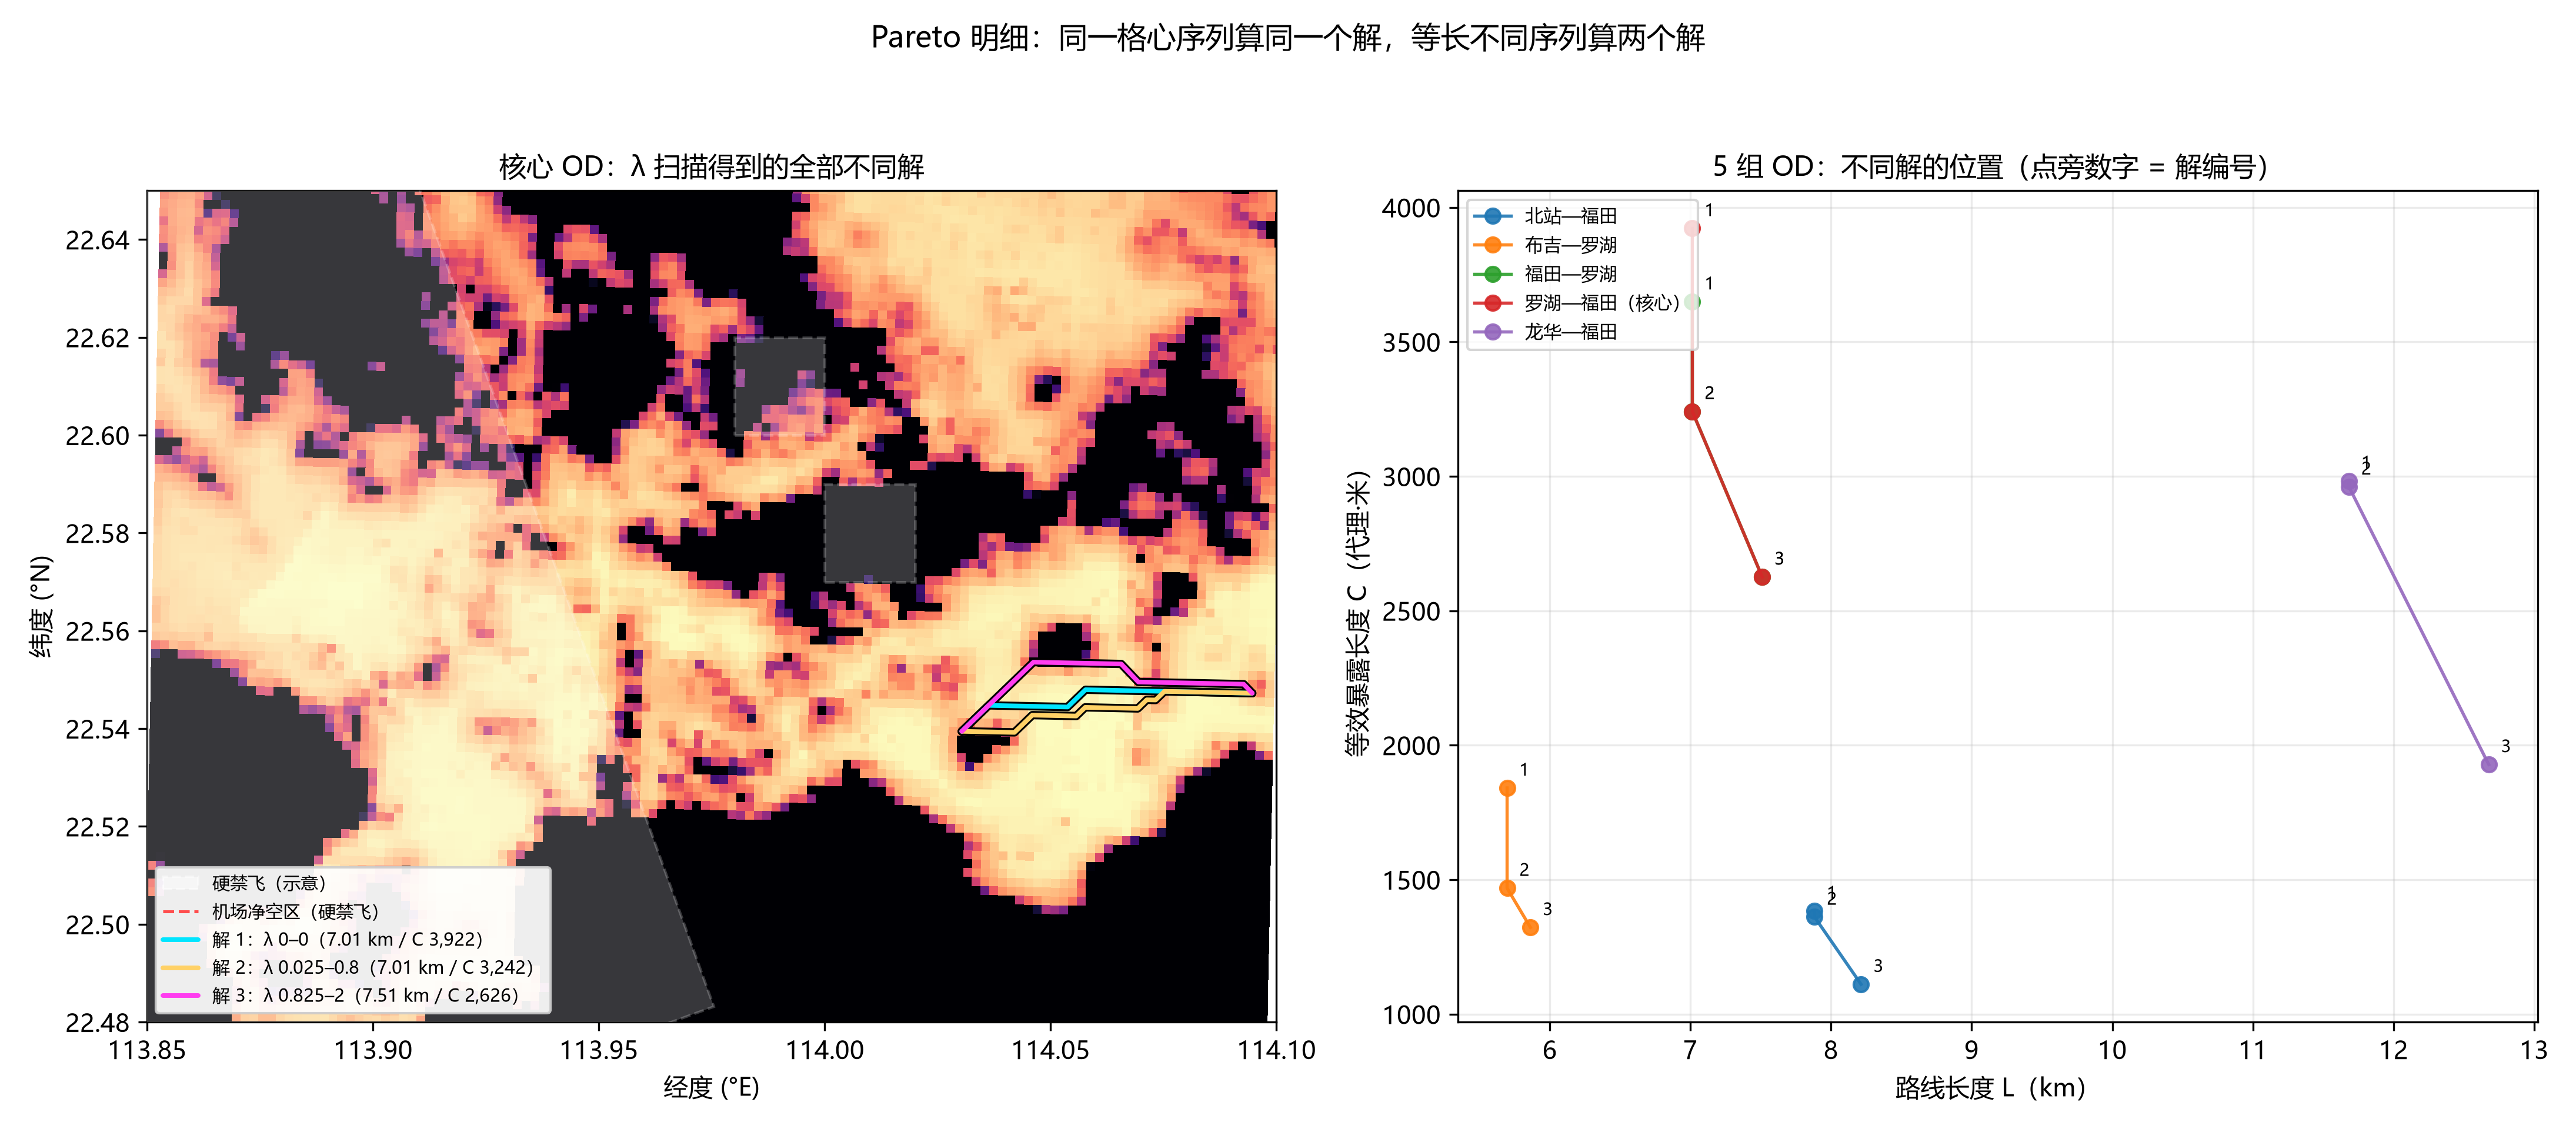 Pareto 明细：同一格心序列算同一个解，等长不同序列算两个解
核心 OD：λ 扫描得到的全部不同解
纬度 (°N)
22.64
22.62
22.60
22.58
22.56
22.54
22.52
22.50
22.48
硬禁飞（示意）
机场净空区（硬禁飞）
解 1：λ 0–0（7.01 km / C 3,922）
解 2：λ 0.025–0.8（7.01 km / C 3,242）
解 3：λ 0.825–2（7.51 km / C 2,626）
113.85
113.90
113.95
114.00
114.05
114.10
经度 (°E)
5 组 OD：不同解的位置（点旁数字 = 解编号）
等效暴露长度 C（代理·米）
4000
3500
3000
2500
2000
1500
1000
北站—福田
布吉—罗湖
福田—罗湖
罗湖—福田（核心）
龙华—福田
1
1
2
3
1
2
3
1
2
3
1
2
3
6
7
8
9
10
11
12
13
路线长度 L（km）